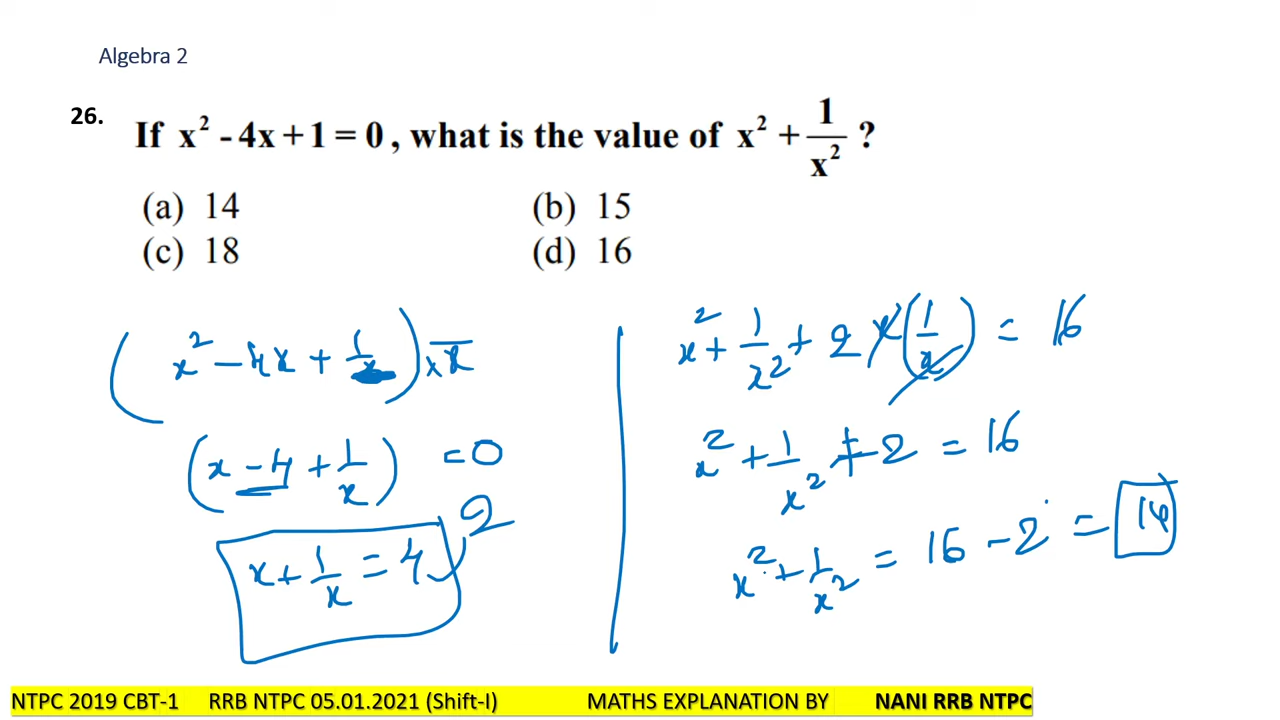 Algebra 2
26. If x² - 4x + 1 = 0, what is the value of x² + 1/x² ?
(a) 14 (b) 15
(c) 18 (d) 16
(x² - 4x + 1/x) × x
(x - 4 + 1/x) = 0
x + 1/x = 4 2
x² + 1/x² + 2 x (1/x) = 16
x² + 1/x² + 2 = 16
x² + 1/x² = 16 - 2 = 14
NTPC 2019 CBT-1 RRB NTPC 05.01.2021 (Shift-I) MATHS EXPLANATION BY NANI RRB NTPC